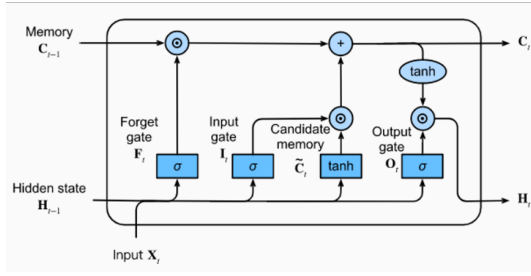 Memory
C_{t−1}
C_t
tanh
Forget
gate
F_t
σ
Input
gate
I_t
σ
Candidate
memory
C̃_t
tanh
Output
gate
O_t
σ
Hidden state
H_{t−1}
H_t
Input X_t